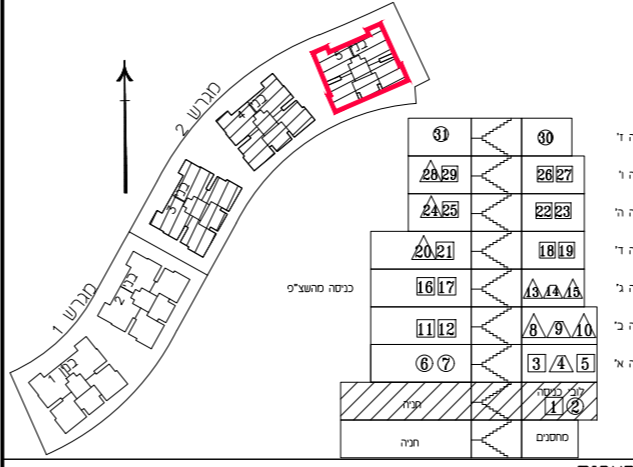 מגרש 2
בנין 5
בנין 4
בנין 3
מגרש 1
בנין 2
בנין 1
כניסה מהשצ"פ
31 30
28 29 26 27 ה ו'
24 25 22 23 ה ה'
20 21 18 19 ה ד'
16 17 13 14 15 ה ג'
11 12 8 9 10 ה ב'
6 7 3 4 5 ה א'
לובי כניסה
חניה 1 2
חניה מחסנים